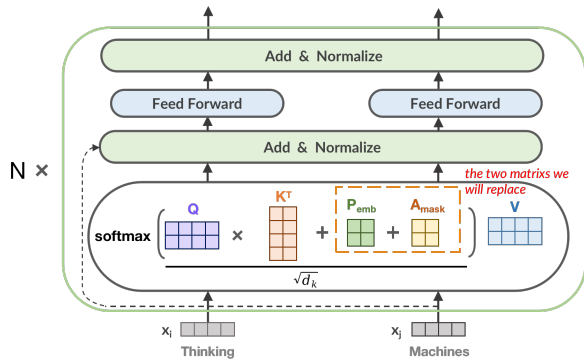 Add & Normalize
Feed Forward
Feed Forward
Add & Normalize
N ×
the two matrixs we
will replace
Q
Kᵀ
P_emb
A_mask
V
softmax ( × + + )
√d_k
x_i
x_j
Thinking
Machines